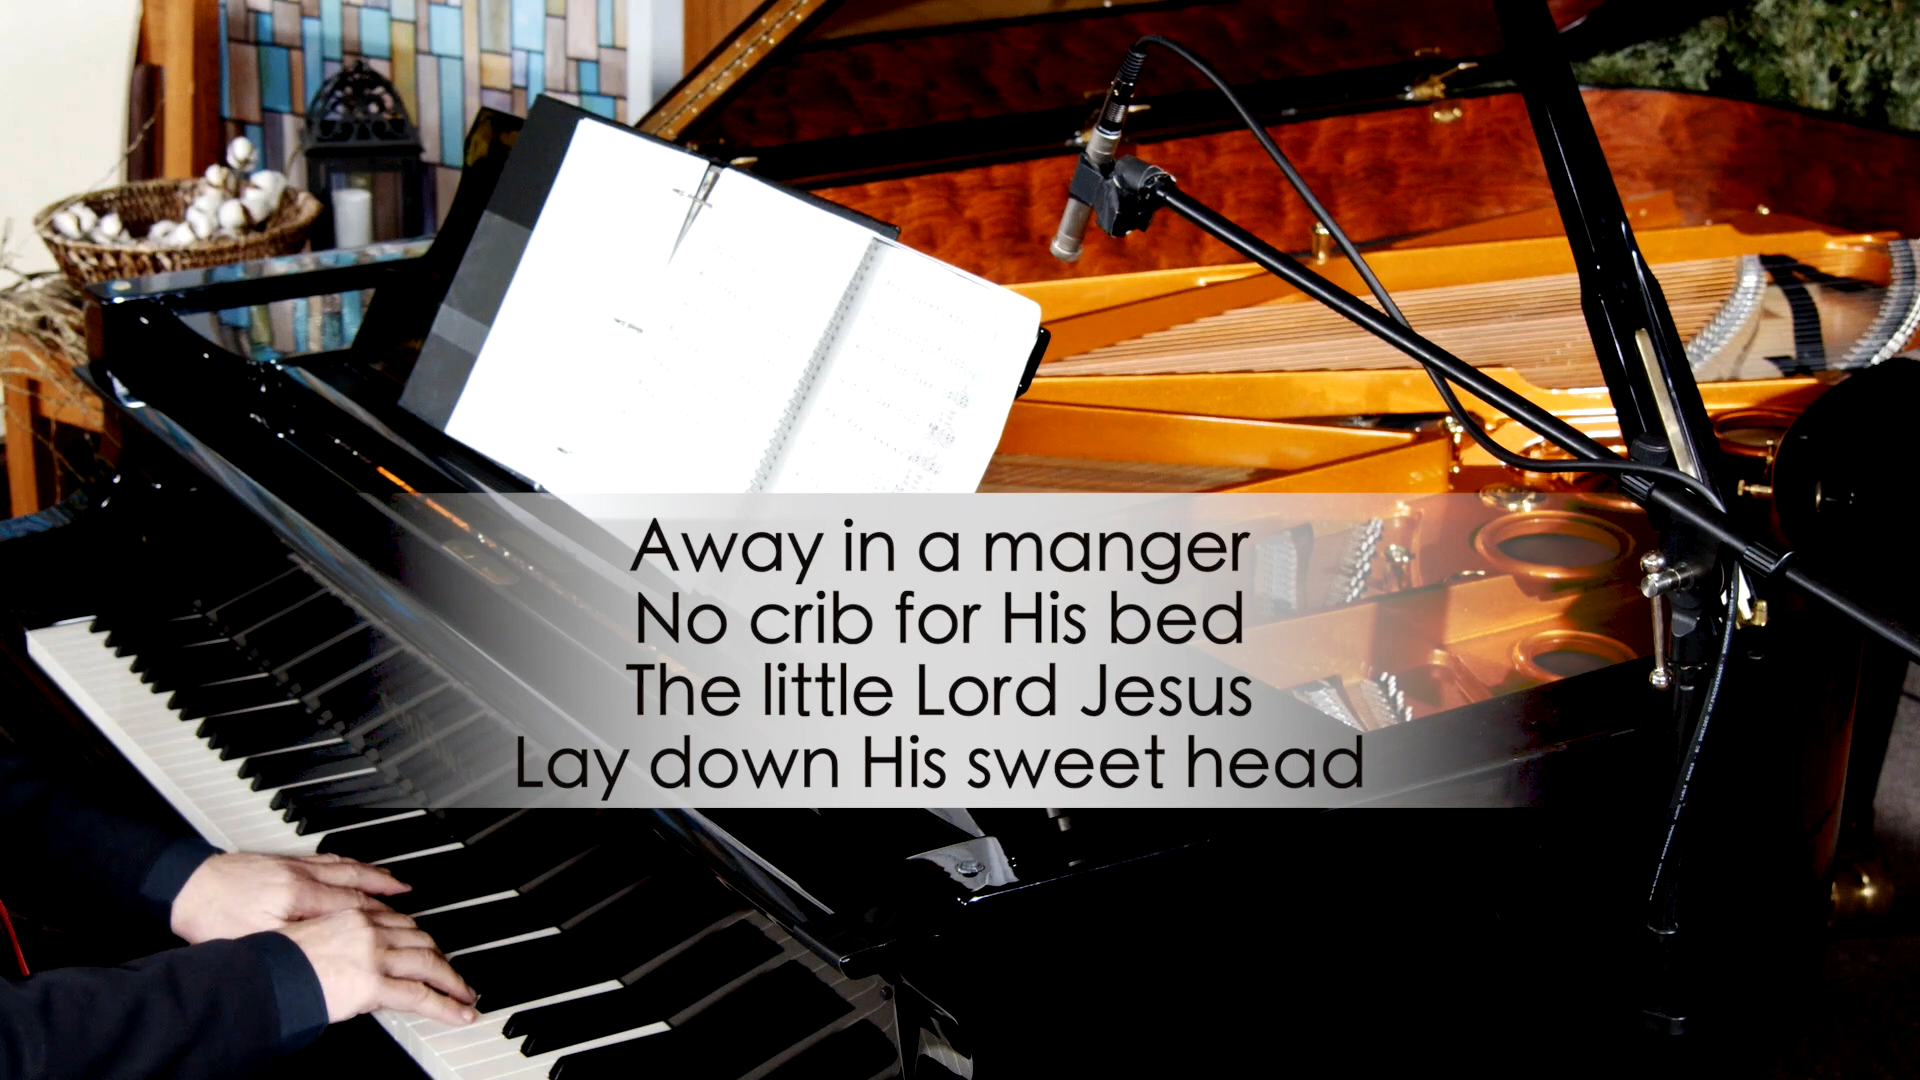 Away in a manger
No crib for His bed
The little Lord Jesus
Lay down His sweet head